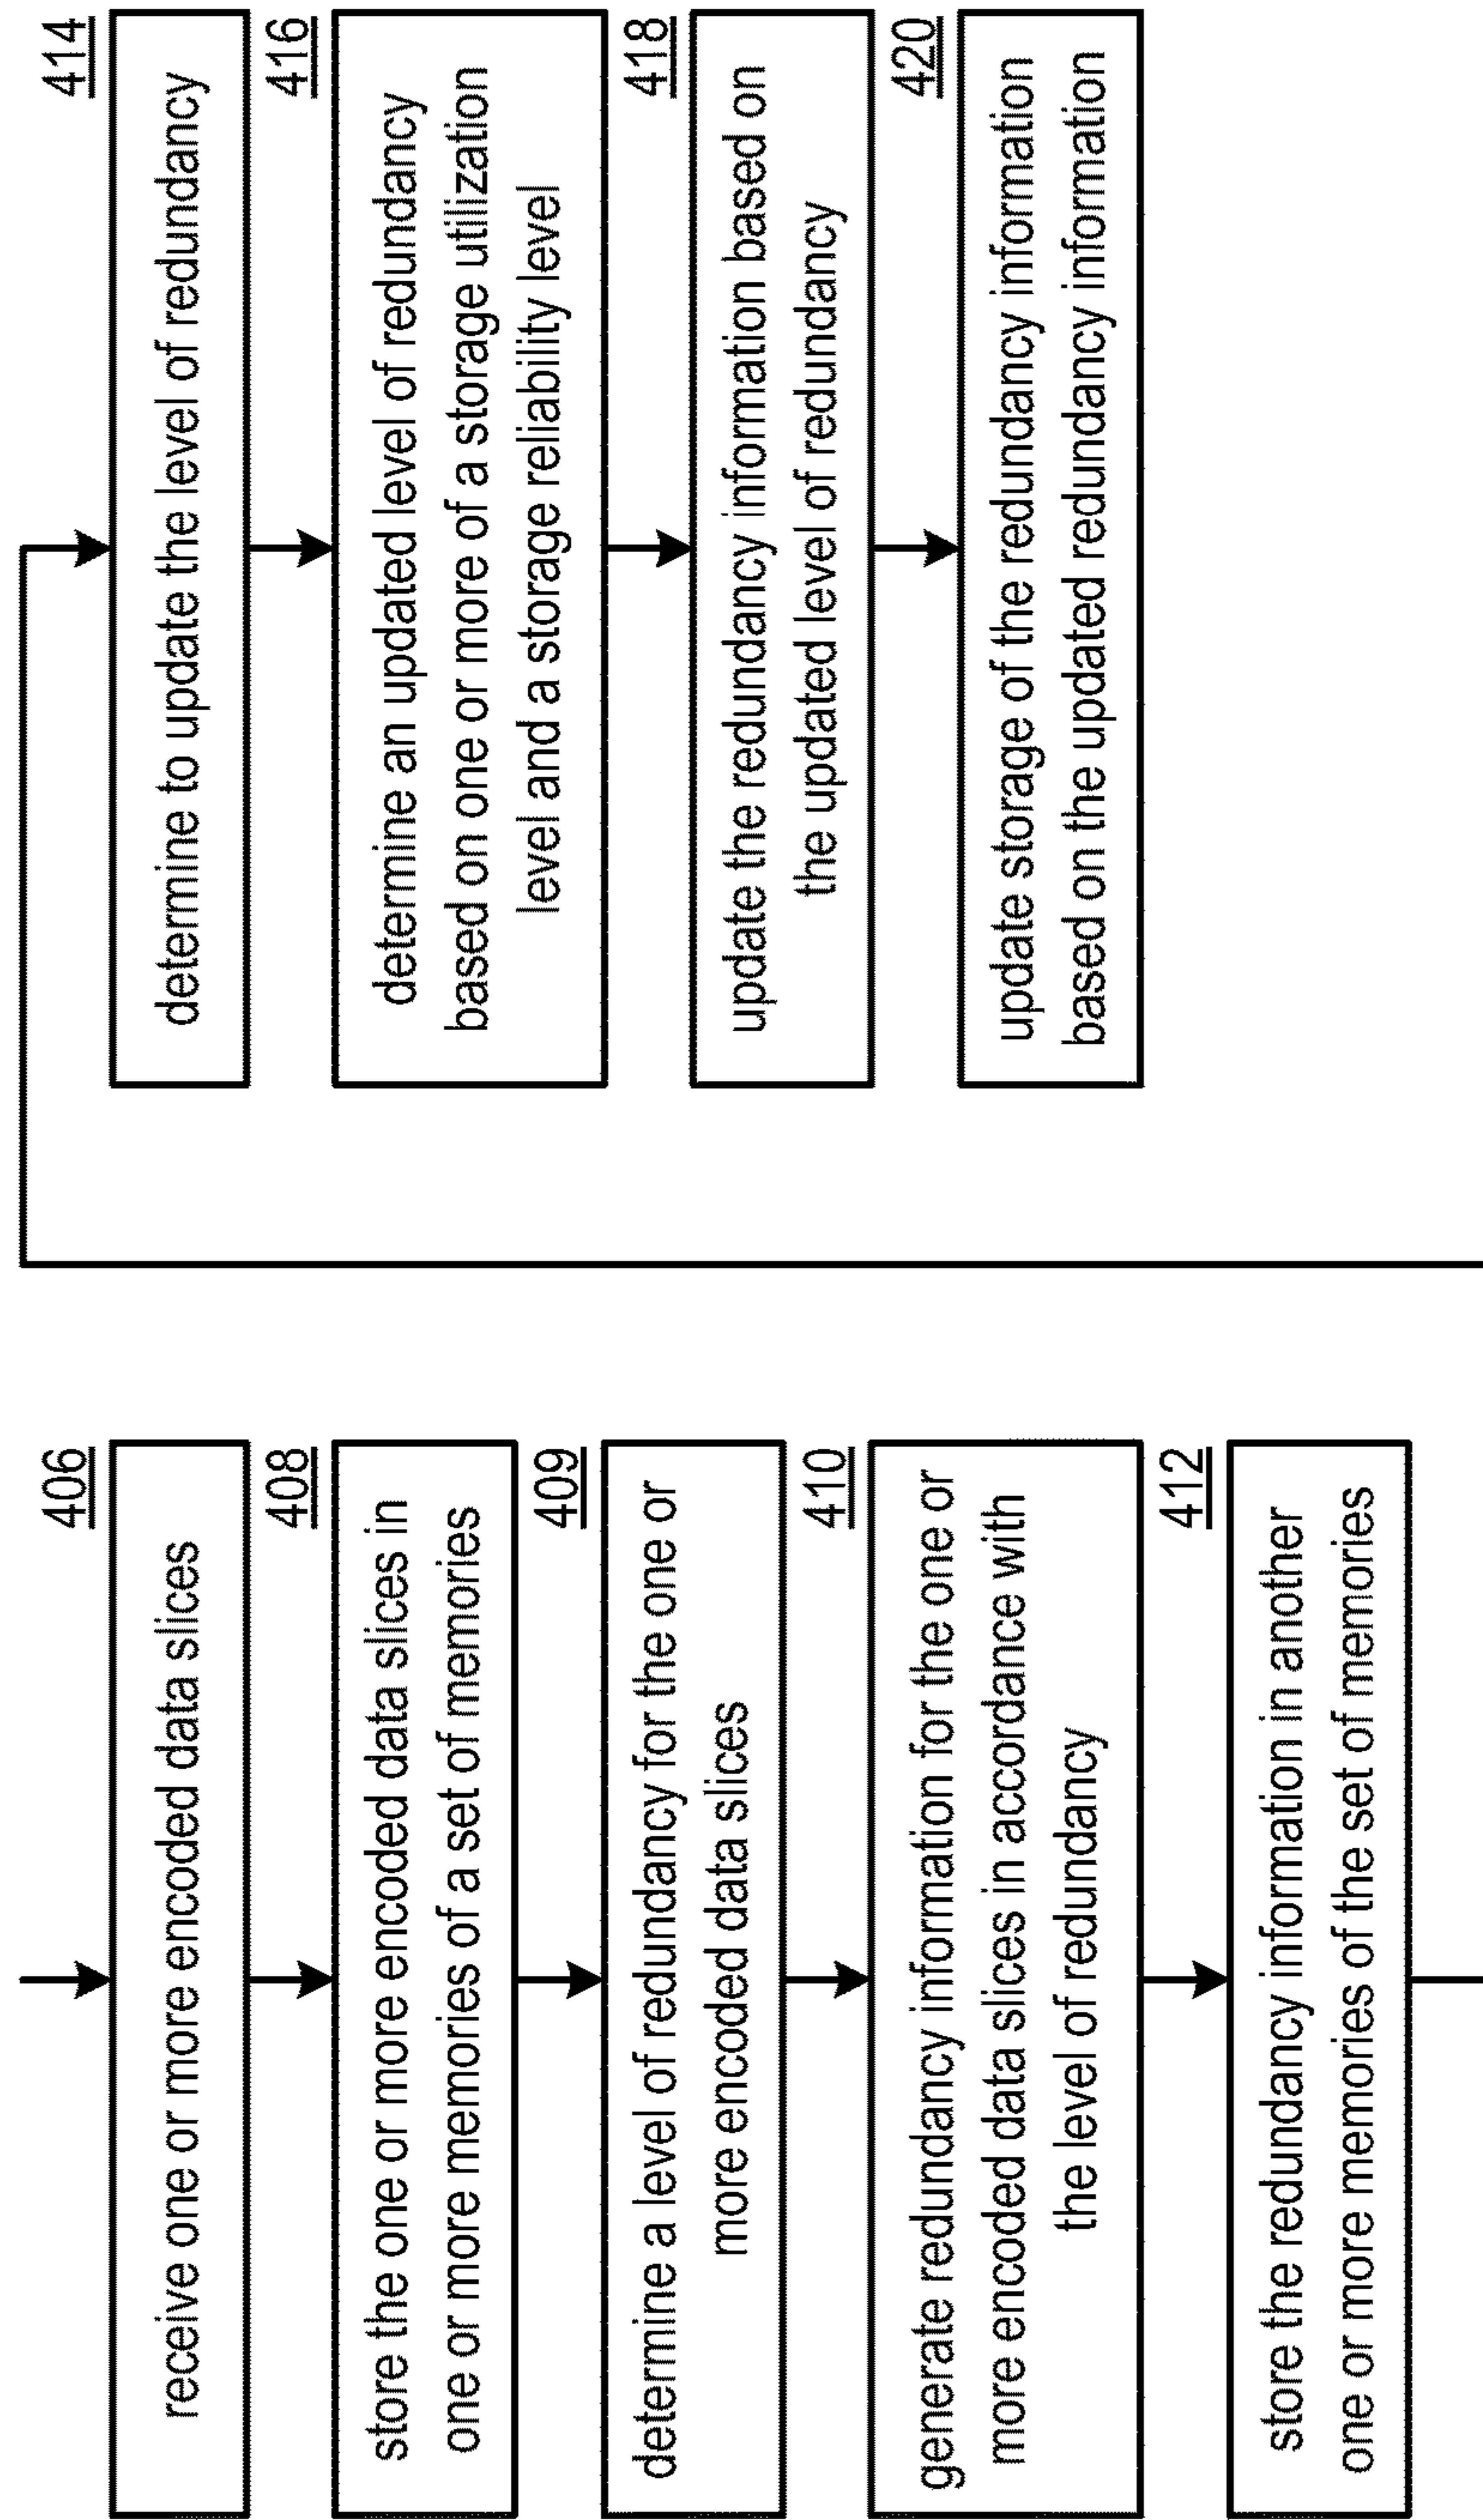 406
receive one or more encoded data slices
408
store the one or more encoded data slices in
one or more memories of a set of memories
409
determine a level of redundancy for the one or
more encoded data slices
410
generate redundancy information for the one or
more encoded data slices in accordance with
the level of redundancy
412
store the redundancy information in another
one or more memories of the set of memories
414
determine to update the level of redundancy
416
determine an updated level of redundancy
based on one or more of a storage utilization
level and a storage reliability level
418
update the redundancy information based on
the updated level of redundancy
420
update storage of the redundancy information
based on the updated redundancy information